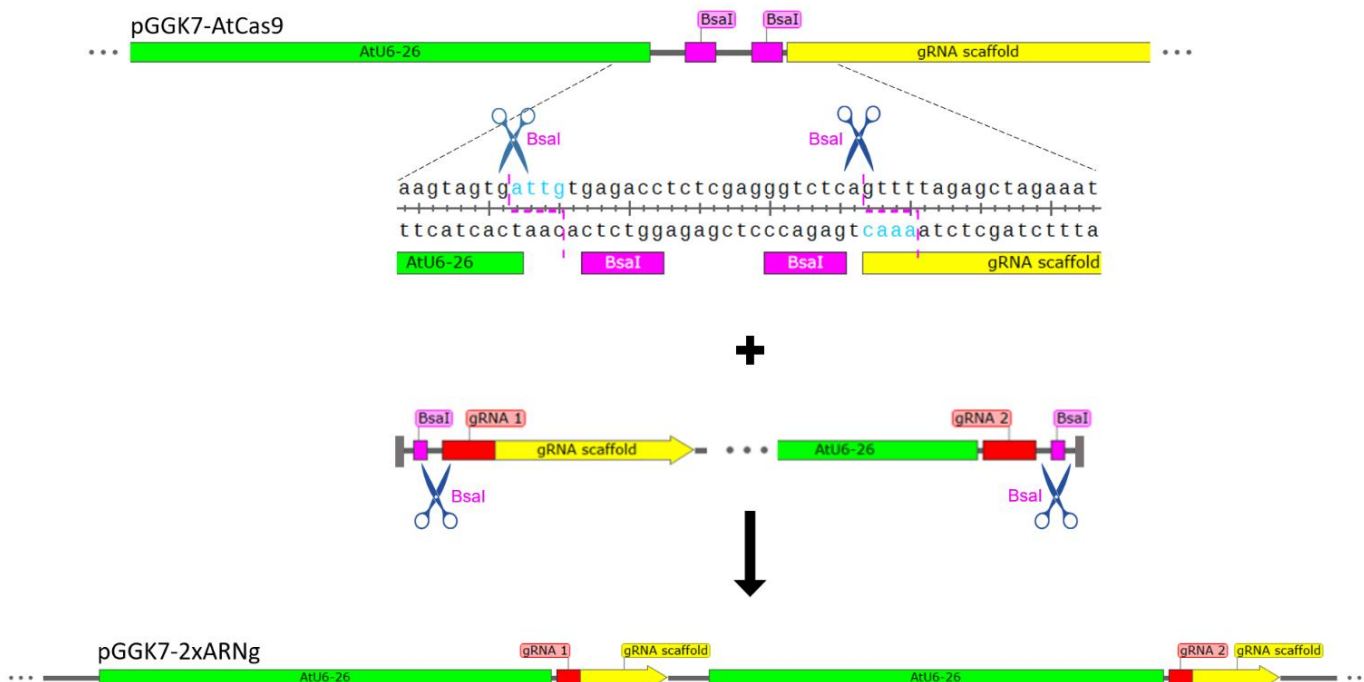 pGGK7-AtCas9
BsaI BsaI
AtU6-26 gRNA scaffold
BsaI BsaI
aagtagtgattgtgagacctctcgagggtctcagttttagagctagaaat
ttcatcactaacactctggagagctcccagagtcaaaatctcgatcttta
AtU6-26 BsaI BsaI gRNA scaffold
+
BsaI gRNA 1 gRNA 2 BsaI
gRNA scaffold AtU6-26
BsaI BsaI
pGGK7-2xARNg
gRNA 1 gRNA scaffold gRNA 2 gRNA scaffold
AtU6-26 AtU6-26